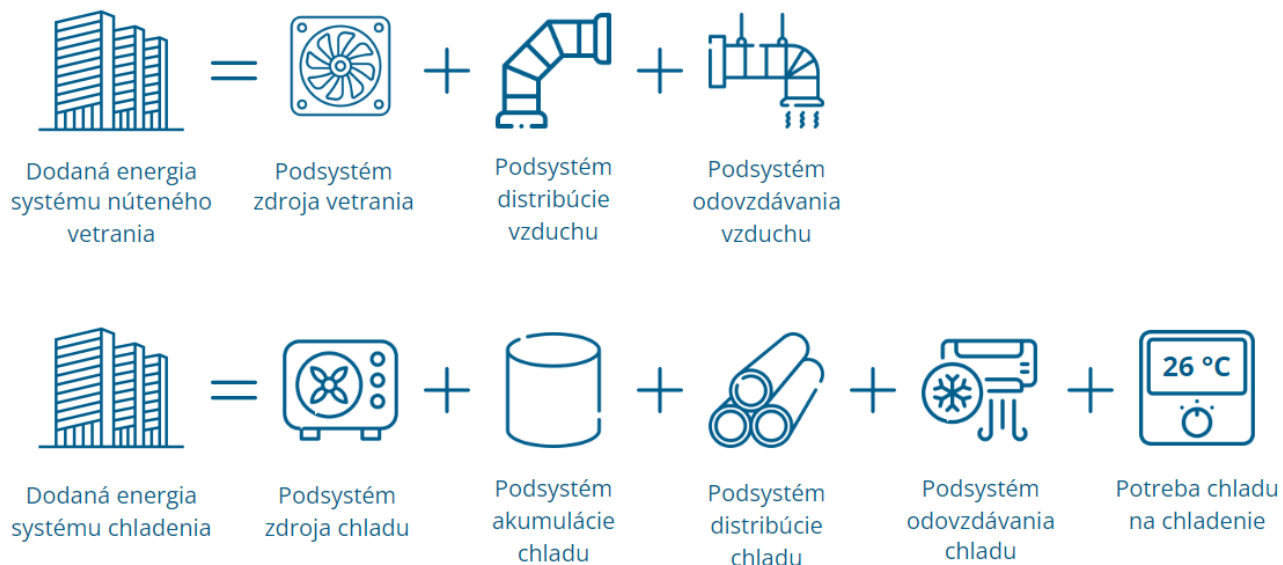 Dodaná energia
systému núteného
vetrania
Podsystém
zdroja vetrania
Podsystém
distribúcie
vzduchu
Podsystém
odovzdávania
vzduchu
26 °C
Dodaná energia
systému chladenia
Podsystém
zdroja chladu
Podsystém
akumulácie
chladu
Podsystém
distribúcie
chladu
Podsystém
odovzdávania
chladu
Potreba chladu
na chladenie